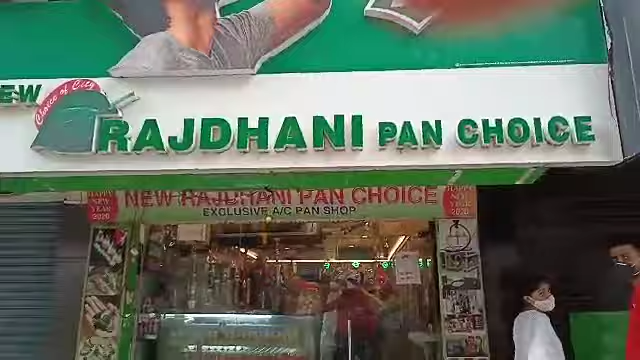 NEW
Choice of City
RAJDHANI PAN CHOICE
NEW RAJDHANI PAN CHOICE
EXCLUSIVE A/C PAN SHOP
HAPPY NEW YEAR 2020
HAPPY NEW YEAR 2020